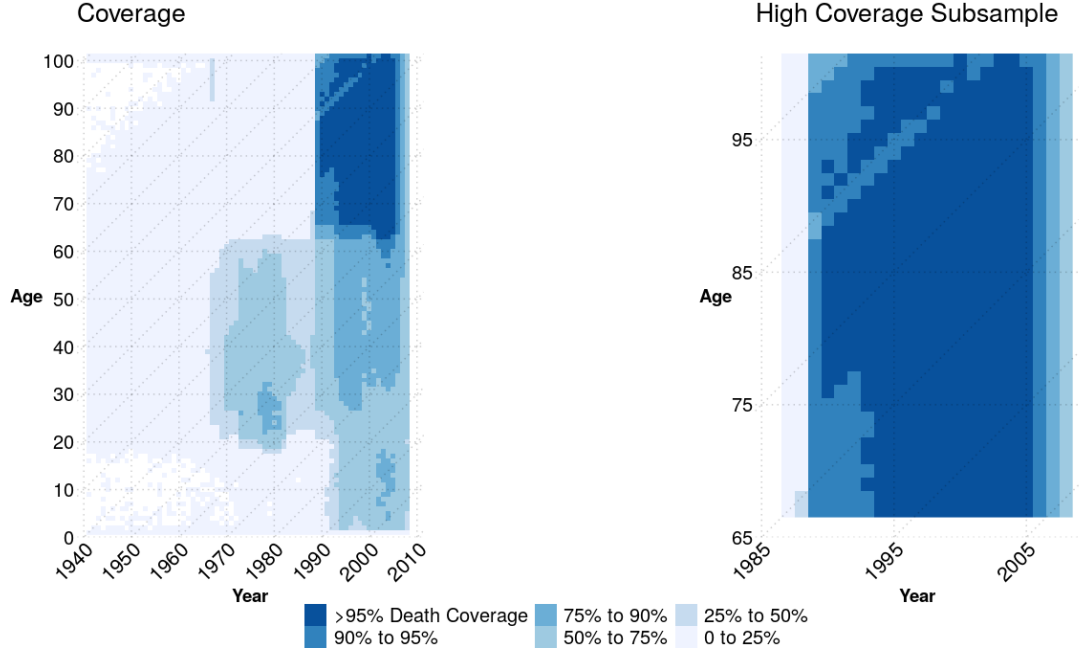 Coverage
High Coverage Subsample
100
90
80
70
60
50
40
30
20
10
0
Age
1940
1950
1960
1970
1980
1990
2000
2010
Year
95
85
75
65
Age
1985
1995
2005
Year
>95% Death Coverage
75% to 90%
25% to 50%
90% to 95%
50% to 75%
0 to 25%